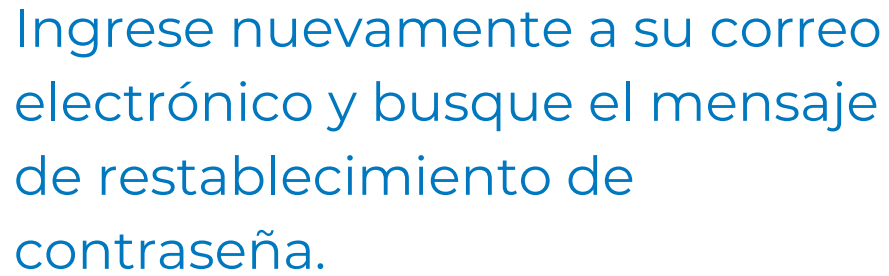 Ingrese nuevamente a su correo
electrónico y busque el mensaje
de restablecimiento de
contraseña.